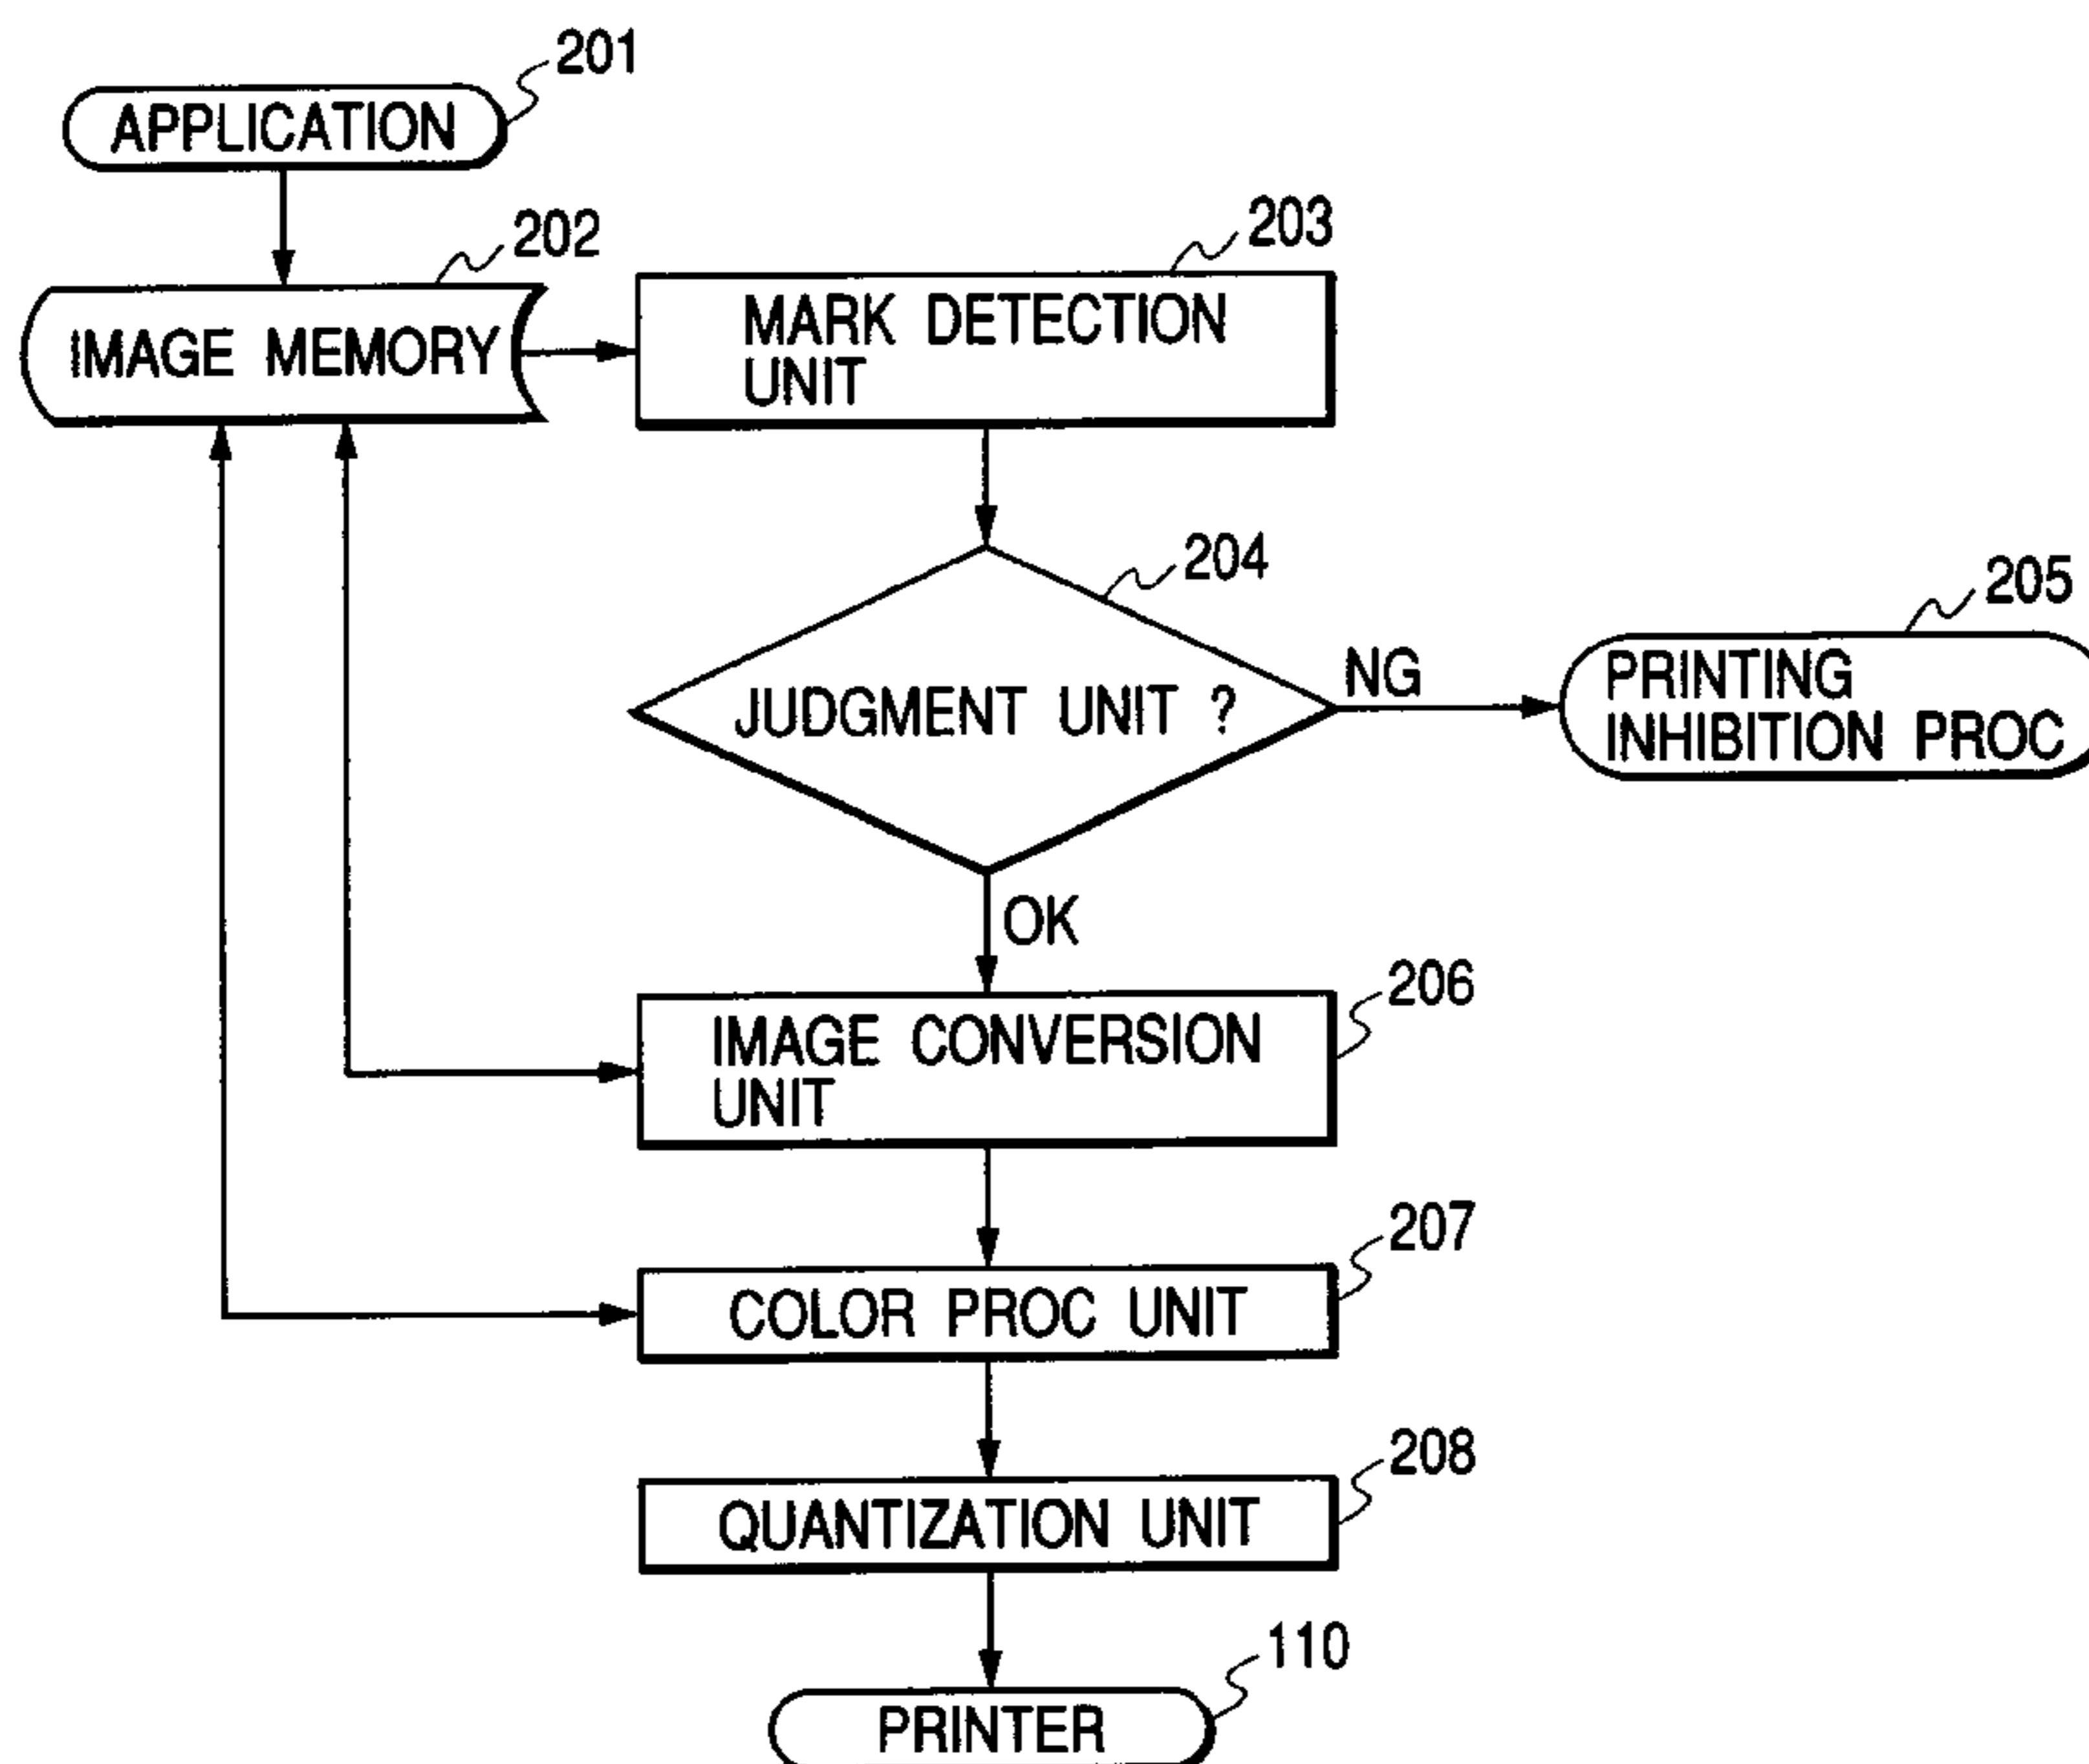 201
APPLICATION
202
IMAGE MEMORY
203
MARK DETECTION
UNIT
204
JUDGMENT UNIT ?
NG
205
PRINTING
INHIBITION PROC
OK
206
IMAGE CONVERSION
UNIT
207
COLOR PROC UNIT
208
QUANTIZATION UNIT
110
PRINTER